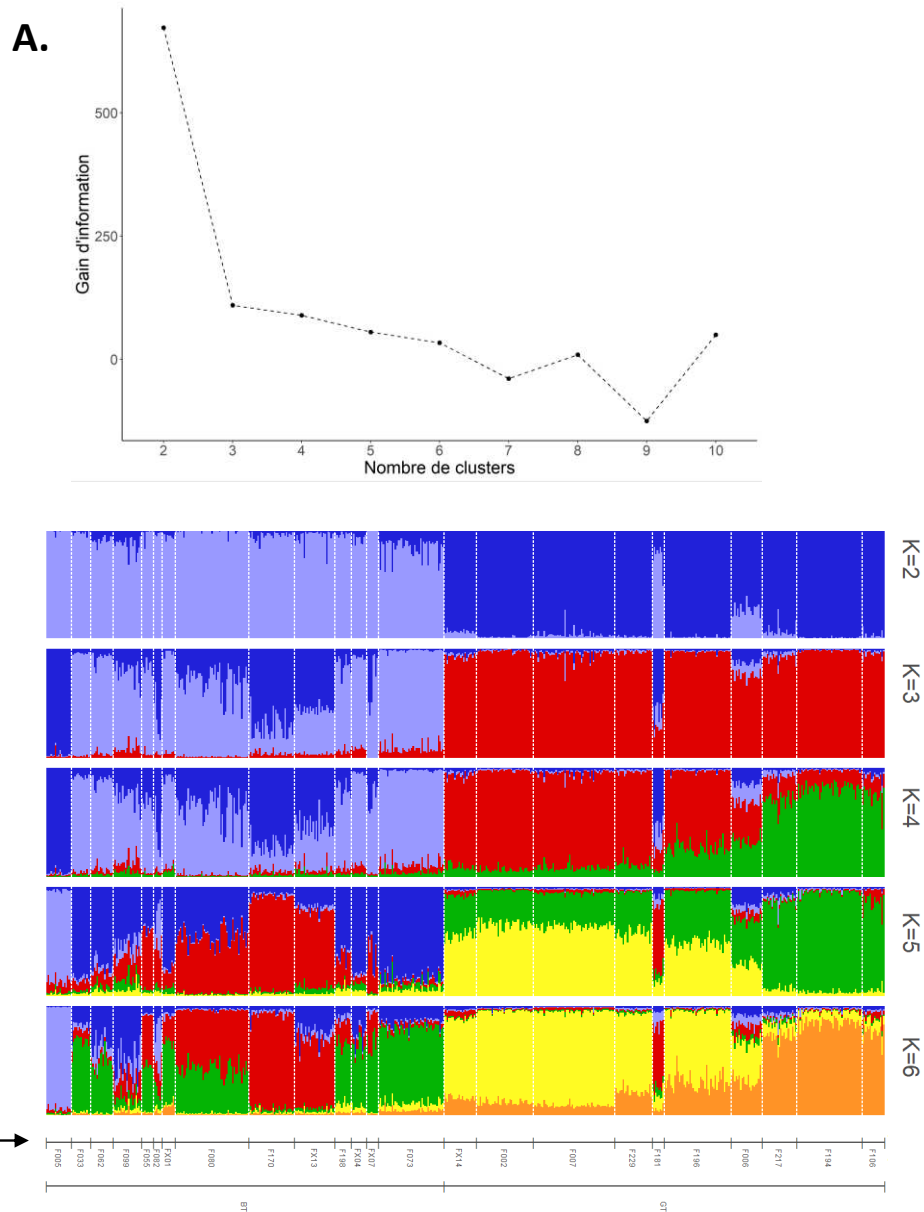 A.
500
250
0
Gain d'information
2 3 4 5 6 7 8 9 10
Nombre de clusters
K=2
K=3
K=4
K=5
K=6
F005 F033 F062 F099 F055 F082 FX01 F080 F170 FX13 F198 FX04 FX07 F073 FX14 F002 F007 F229 F181 F196 F006 F217 F194 F106
BT GT